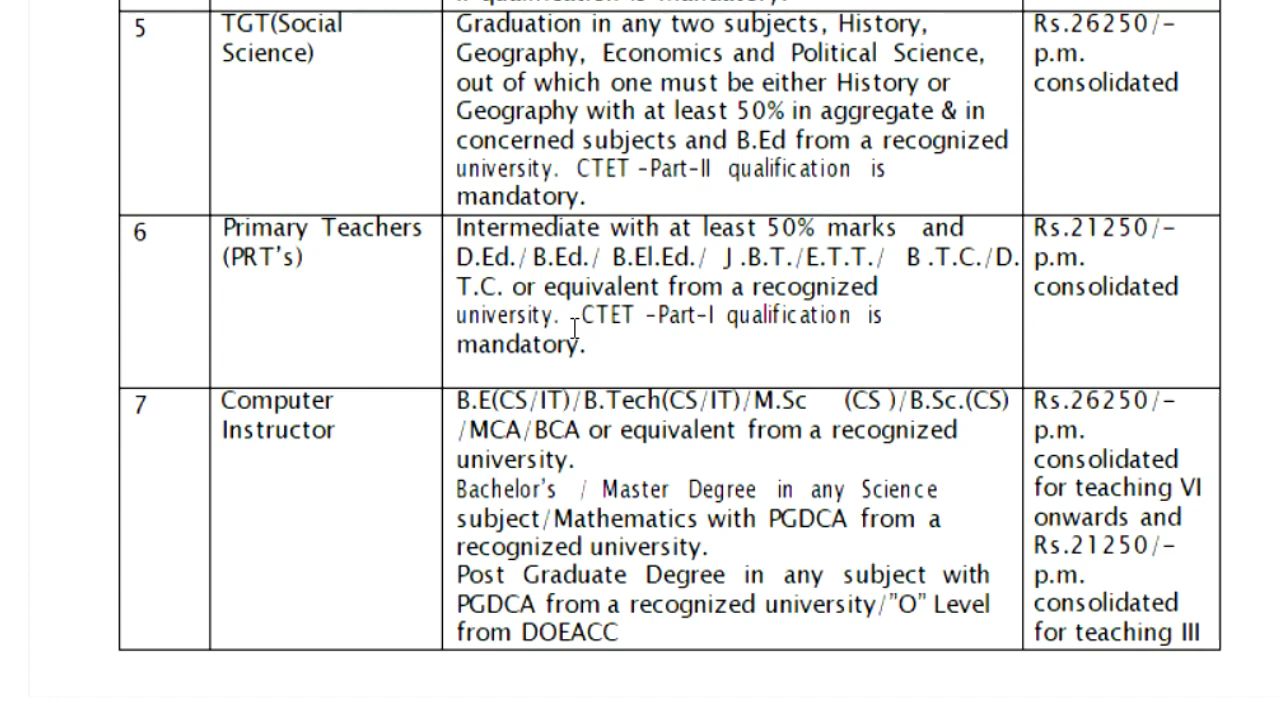 5
TGT(Social
Science)
Graduation in any two subjects, History,
Geography, Economics and Political Science,
out of which one must be either History or
Geography with at least 50% in aggregate & in
concerned subjects and B.Ed from a recognized
university. CTET -Part-II qualification is
mandatory.
Rs.26250/-
p.m.
consolidated
6
Primary Teachers
(PRT's)
Intermediate with at least 50% marks and
D.Ed./B.Ed./ B.El.Ed./ J.B.T./E.T.T./ B.T.C./D.
T.C. or equivalent from a recognized
university. -CTET -Part-I qualification is
mandatory.
Rs.21250/-
p.m.
consolidated
7
Computer
Instructor
B.E(CS/IT)/B.Tech(CS/IT)/M.Sc (CS )/B.Sc.(CS)
/MCA/BCA or equivalent from a recognized
university.
Bachelor's / Master Degree in any Science
subject/Mathematics with PGDCA from a
recognized university.
Post Graduate Degree in any subject with
PGDCA from a recognized university/"O" Level
from DOEACC
Rs.26250/-
p.m.
consolidated
for teaching VI
onwards and
Rs.21250/-
p.m.
consolidated
for teaching III